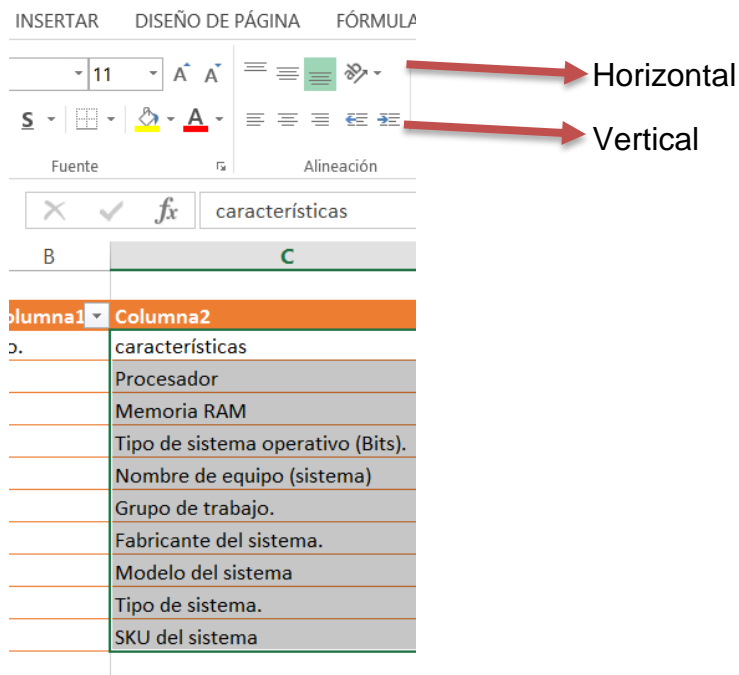 INSERTAR DISEÑO DE PÁGINA FÓRMULA
11 A A Horizontal
S A Vertical
Fuente Alineación
fx características
B C
olumna1 Columna2
o. características
Procesador
Memoria RAM
Tipo de sistema operativo (Bits).
Nombre de equipo (sistema)
Grupo de trabajo.
Fabricante del sistema.
Modelo del sistema
Tipo de sistema.
SKU del sistema